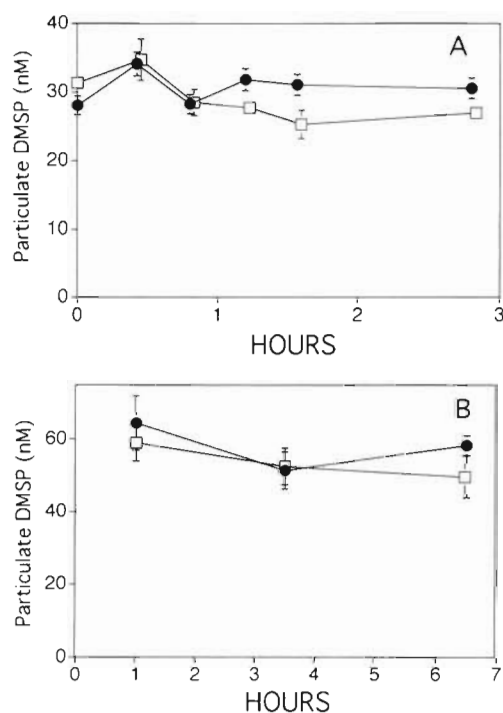 A
Particulate DMSP (nM)
40
30
20
10
0
0 1 2 3
HOURS
B
Particulate DMSP (nM)
60
40
20
0
0 1 2 3 4 5 6 7
HOURS